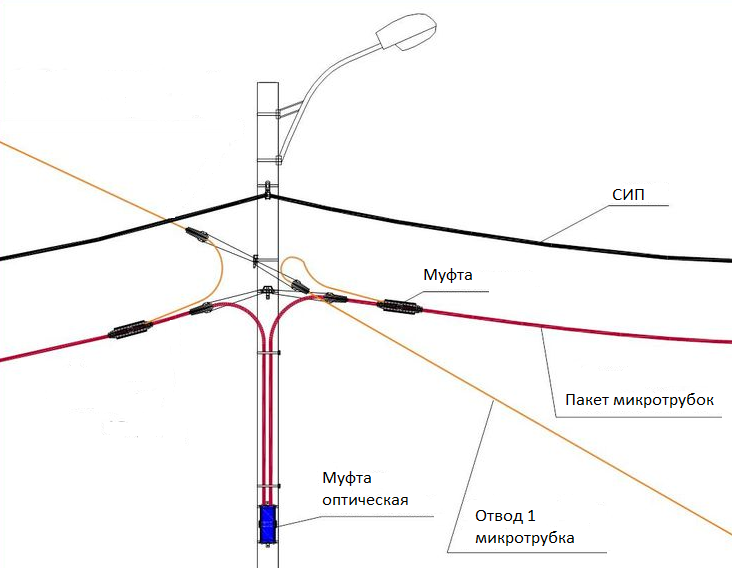 СИП
Муфта
Пакет микротрубок
Муфта
оптическая
Отвод 1
микротрубка